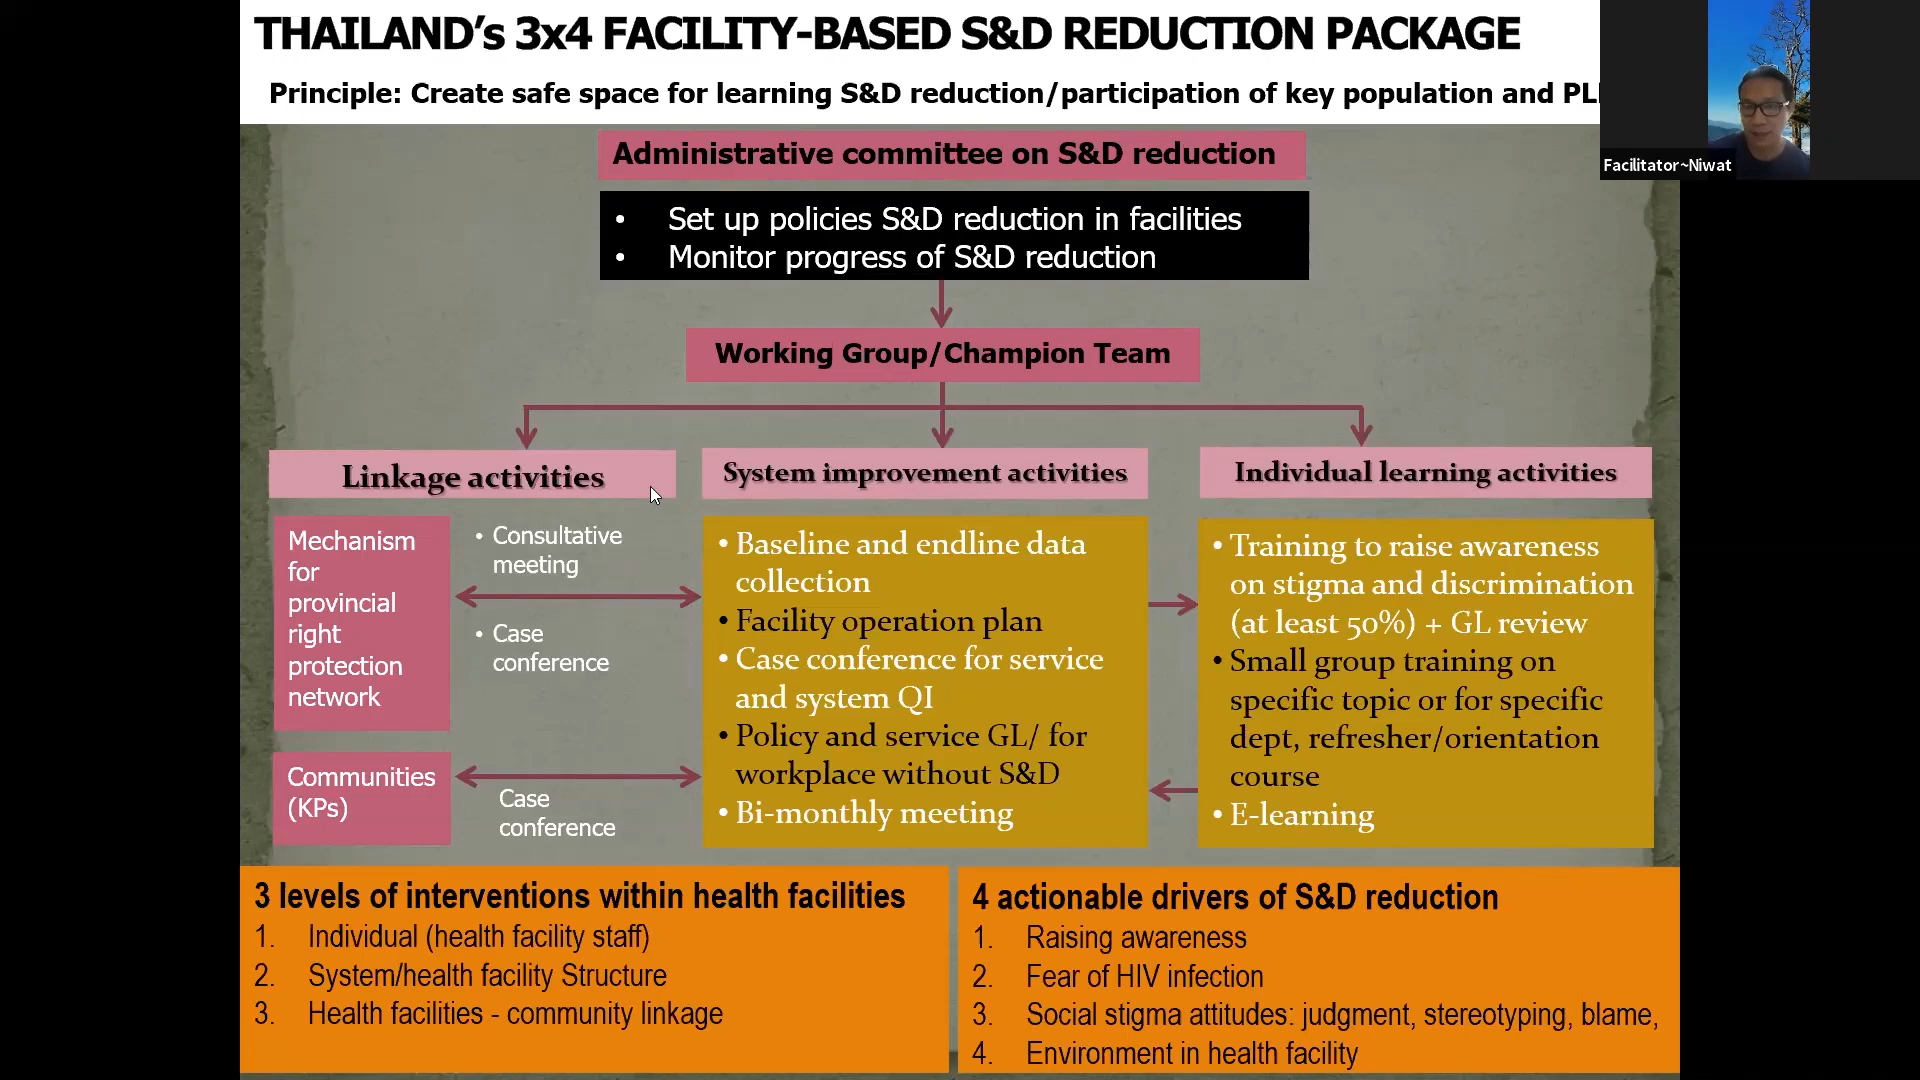 THAILAND's 3x4 FACILITY-BASED S&D REDUCTION PACKAGE
Principle: Create safe space for learning S&D reduction/participation of key population and
Facilitator~Niwat
Administrative committee on S&D reduction
• Set up policies S&D reduction in facilities
• Monitor progress of S&D reduction
Working Group/Champion Team
Linkage activities
System improvement activities
Individual learning activities
Mechanism
for
provincial
right
protection
network
• Consultative
meeting
• Case
conference
Communities
(KPs)
Case
conference
• Baseline and endline data
collection
• Facility operation plan
• Case conference for service
and system QI
• Policy and service GL/ for
workplace without S&D
• Bi-monthly meeting
• Training to raise awareness
on stigma and discrimination
(at least 50%) + GL review
• Small group training on
specific topic or for specific
dept, refresher/orientation
course
• E-learning
3 levels of interventions within health facilities
1. Individual (health facility staff)
2. System/health facility Structure
3. Health facilities - community linkage
4 actionable drivers of S&D reduction
1. Raising awareness
2. Fear of HIV infection
3. Social stigma attitudes: judgment, stereotyping, blame,
4. Environment in health facility